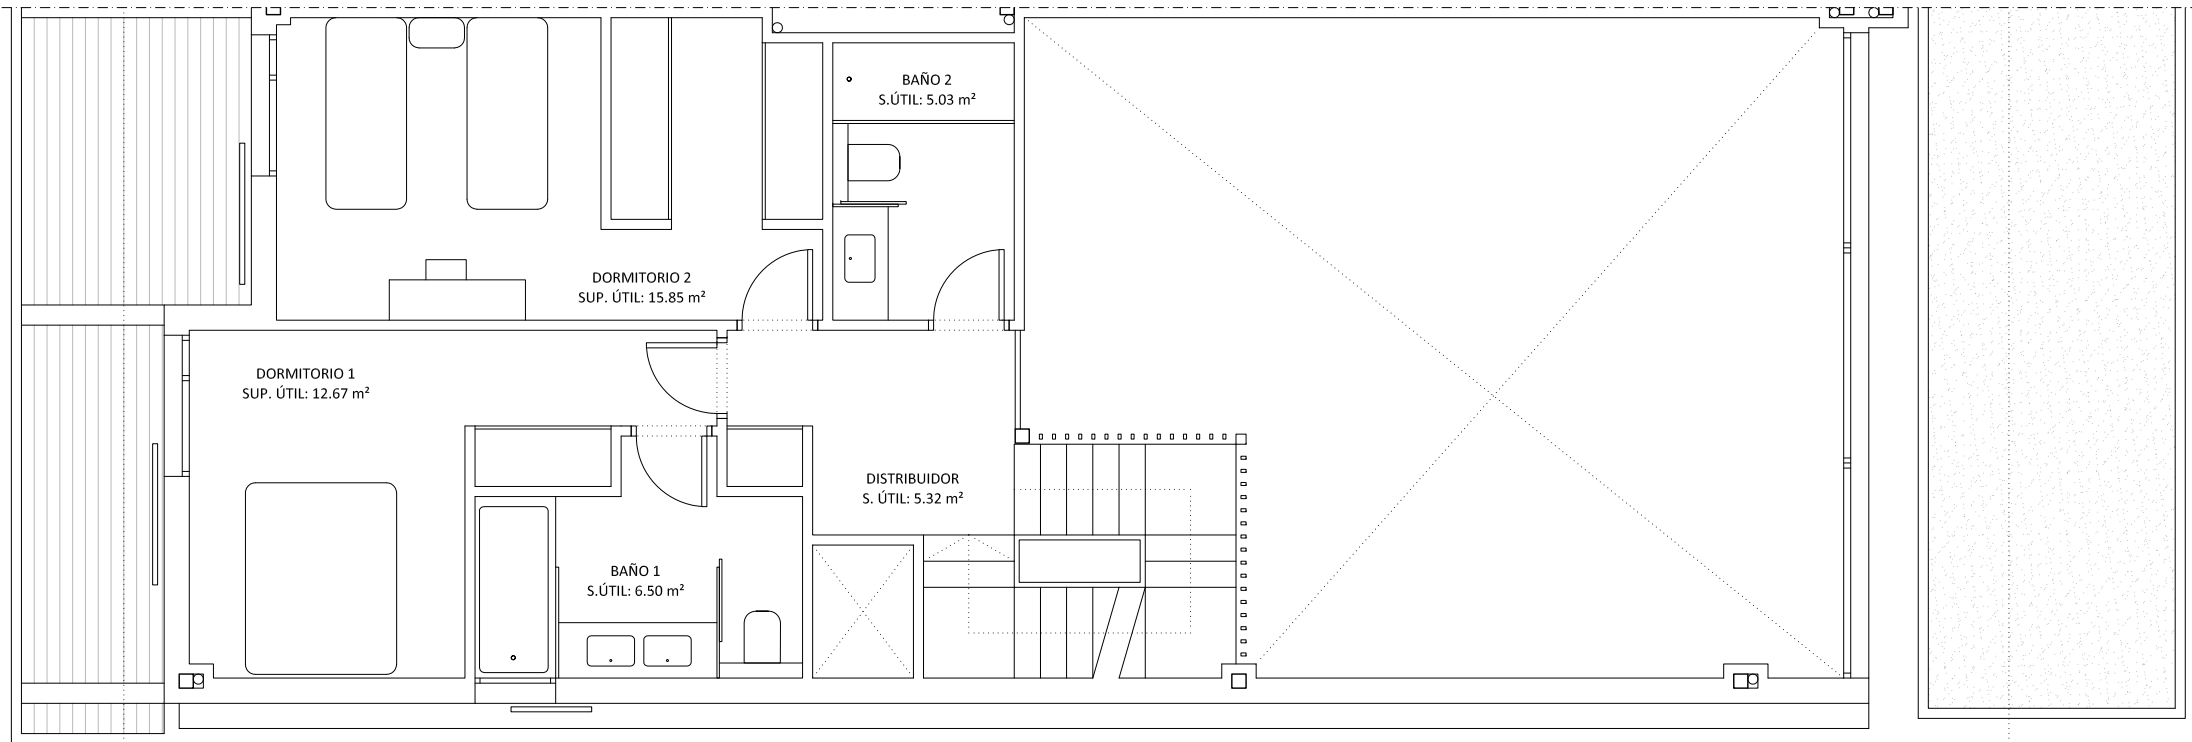 BAÑO 2
S.ÚTIL: 5.03 m²
DORMITORIO 2
SUP. ÚTIL: 15.85 m²
DORMITORIO 1
SUP. ÚTIL: 12.67 m²
DISTRIBUIDOR
S. ÚTIL: 5.32 m²
BAÑO 1
S.ÚTIL: 6.50 m²